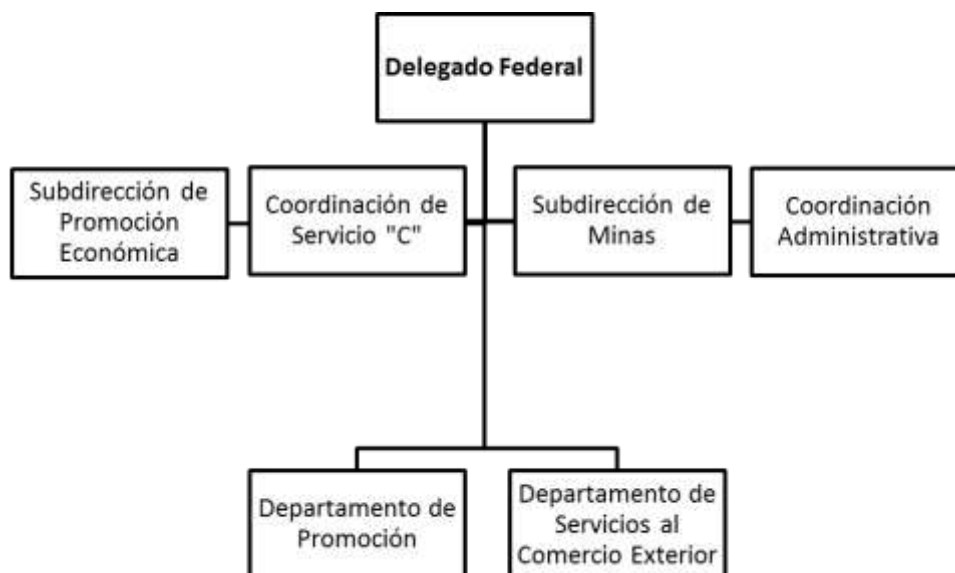 Delegado Federal
Subdirección de
Promoción
Económica
Coordinación de
Servicio "C"
Subdirección de
Minas
Coordinación
Administrativa
Departamento de
Promoción
Departamento de
Servicios al
Comercio Exterior